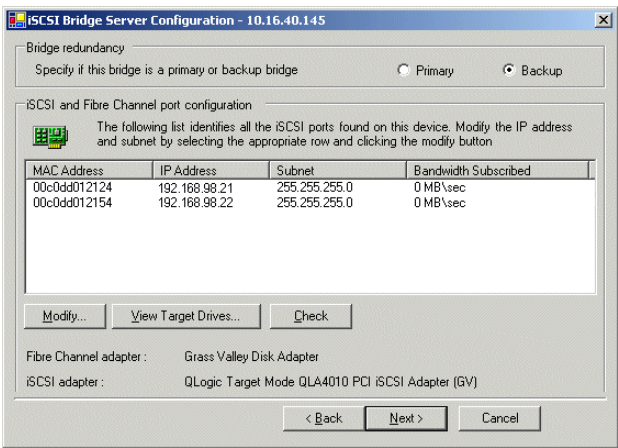 iSCSI Bridge Server Configuration - 10.16.40.145
Bridge redundancy
Specify if this bridge is a primary or backup bridge Primary Backup
iSCSI and Fibre Channel port configuration
The following list identifies all the iSCSI ports found on this device. Modify the IP address
and subnet by selecting the appropriate row and clicking the modify button
MAC Address IP Address Subnet Bandwidth Subscribed
00c0dd012124 192.168.98.21 255.255.255.0 0 MB\sec
00c0dd012154 192.168.98.22 255.255.255.0 0 MB\sec
Modify... View Target Drives... Check
Fibre Channel adapter : Grass Valley Disk Adapter
iSCSI adapter : QLogic Target Mode QLA4010 PCI iSCSI Adapter (GV)
< Back Next > Cancel